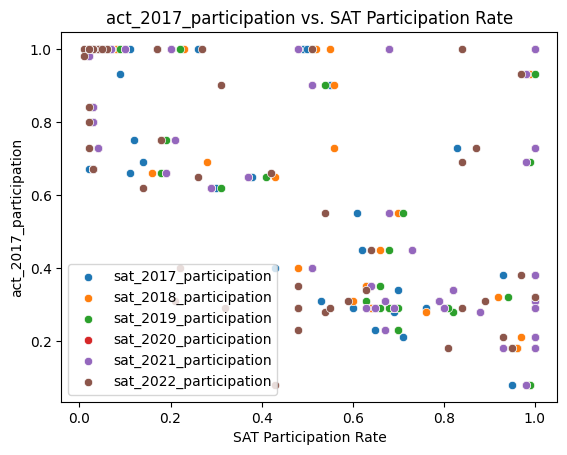 act_2017_participation vs. SAT Participation Rate
act_2017_participation
1.0
0.8
0.6
0.4
0.2
sat_2017_participation
sat_2018_participation
sat_2019_participation
sat_2020_participation
sat_2021_participation
sat_2022_participation
0.0 0.2 0.4 0.6 0.8 1.0
SAT Participation Rate